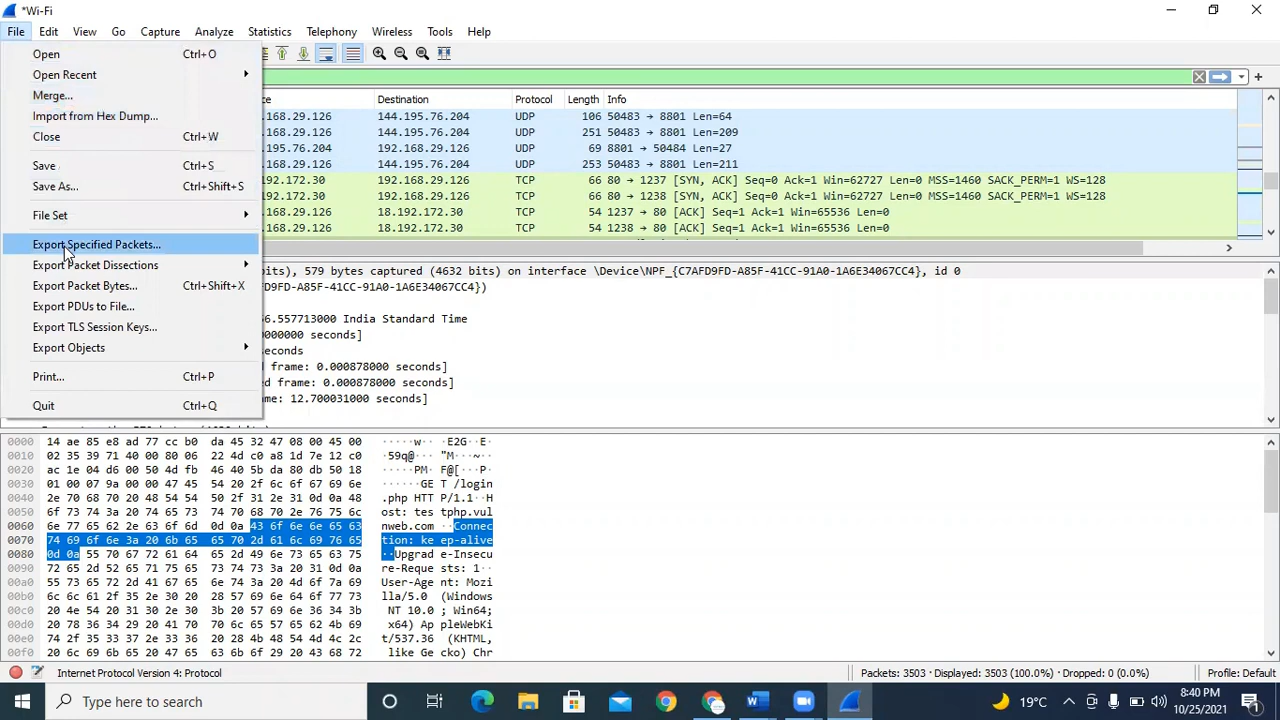 *Wi-Fi
File Edit View Go Capture Analyze Statistics Telephony Wireless Tools Help
Open Ctrl+O
Open Recent
Merge...
Import from Hex Dump...
Close Ctrl+W
Save Ctrl+S
Save As... Ctrl+Shift+S
File Set
Export Specified Packets...
Export Packet Dissections
Export Packet Bytes... Ctrl+Shift+X
Export PDUs to File...
Export TLS Session Keys...
Export Objects
Print... Ctrl+P
Quit Ctrl+Q
ce Destination Protocol Length Info
.168.29.126 144.195.76.204 UDP 106 50483 → 8801 Len=64
.168.29.126 144.195.76.204 UDP 251 50483 → 8801 Len=209
.195.76.204 192.168.29.126 UDP 69 8801 → 50484 Len=27
.168.29.126 144.195.76.204 UDP 253 50483 → 8801 Len=211
.192.172.30 192.168.29.126 TCP 66 80 → 1237 [SYN, ACK] Seq=0 Ack=1 Win=62727 Len=0 MSS=1460 SACK_PERM=1 WS=128
.192.172.30 192.168.29.126 TCP 66 80 → 1238 [SYN, ACK] Seq=0 Ack=1 Win=62727 Len=0 MSS=1460 SACK_PERM=1 WS=128
.168.29.126 18.192.172.30 TCP 54 1237 → 80 [ACK] Seq=1 Ack=1 Win=65536 Len=0
.168.29.126 18.192.172.30 TCP 54 1238 → 80 [ACK] Seq=1 Ack=1 Win=65536 Len=0
bits), 579 bytes captured (4632 bits) on interface \Device\NPF_{C7AFD9FD-A85F-41CC-91A0-1A6E34067CC4}, id 0
FD9FD-A85F-41CC-91A0-1A6E34067CC4})
6.557713000 India Standard Time
0000000 seconds]
seconds
d frame: 0.000878000 seconds]
ed frame: 0.000878000 seconds]
ame: 12.700031000 seconds]
0000 14 ae 85 e8 ad 77 cc b0 da 45 32 47 08 00 45 00 ·····w·· ·E2G··E·
0010 02 35 39 71 40 00 80 06 22 4d c0 a8 1d 7e 12 c0 ·59q@··· "M···~··
0020 ac 1e 04 d6 00 50 4d fb 46 40 5b da 80 db 50 18 ·····PM· F@[···P·
0030 01 00 07 9a 00 00 47 45 54 20 2f 6c 6f 67 69 6e ······GE T /login
0040 2e 70 68 70 20 48 54 54 50 2f 31 2e 31 0d 0a 48 .php HTT P/1.1··H
0050 6f 73 74 3a 20 74 65 73 74 70 68 70 2e 76 75 6c ost: tes tphp.vul
0060 6e 77 65 62 2e 63 6f 6d 0d 0a 43 6f 6e 6e 65 63 nweb.com ··Connec
0070 74 69 6f 6e 3a 20 6b 65 65 70 2d 61 6c 69 76 65 tion: ke ep-alive
0080 0d 0a 55 70 67 72 61 64 65 2d 49 6e 73 65 63 75 ··Upgrad e-Insecu
0090 72 65 2d 52 65 71 75 65 73 74 73 3a 20 31 0d 0a re-Reque sts: 1··
00a0 55 73 65 72 2d 41 67 65 6e 74 3a 20 4d 6f 7a 69 User-Age nt: Mozi
00b0 6c 6c 61 2f 35 2e 30 20 28 57 69 6e 64 6f 77 73 lla/5.0 (Windows
00c0 20 4e 54 20 31 30 2e 30 3b 20 57 69 6e 36 34 3b NT 10.0 ; Win64;
00d0 20 78 36 34 29 20 41 70 70 6c 65 57 65 62 4b 69 x64) Ap pleWebKi
00e0 74 2f 35 33 37 2e 33 36 20 28 4b 48 54 4d 4c 2c t/537.36 (KHTML,
00f0 20 6c 69 6b 65 20 47 65 63 6b 6f 29 20 43 68 72 like Ge cko) Chr
Internet Protocol Version 4: Protocol Packets: 3503 · Displayed: 3503 (100.0%) · Dropped: 0 (0.0%) Profile: Default
Type here to search 19°C 8:40 PM
10/25/2021